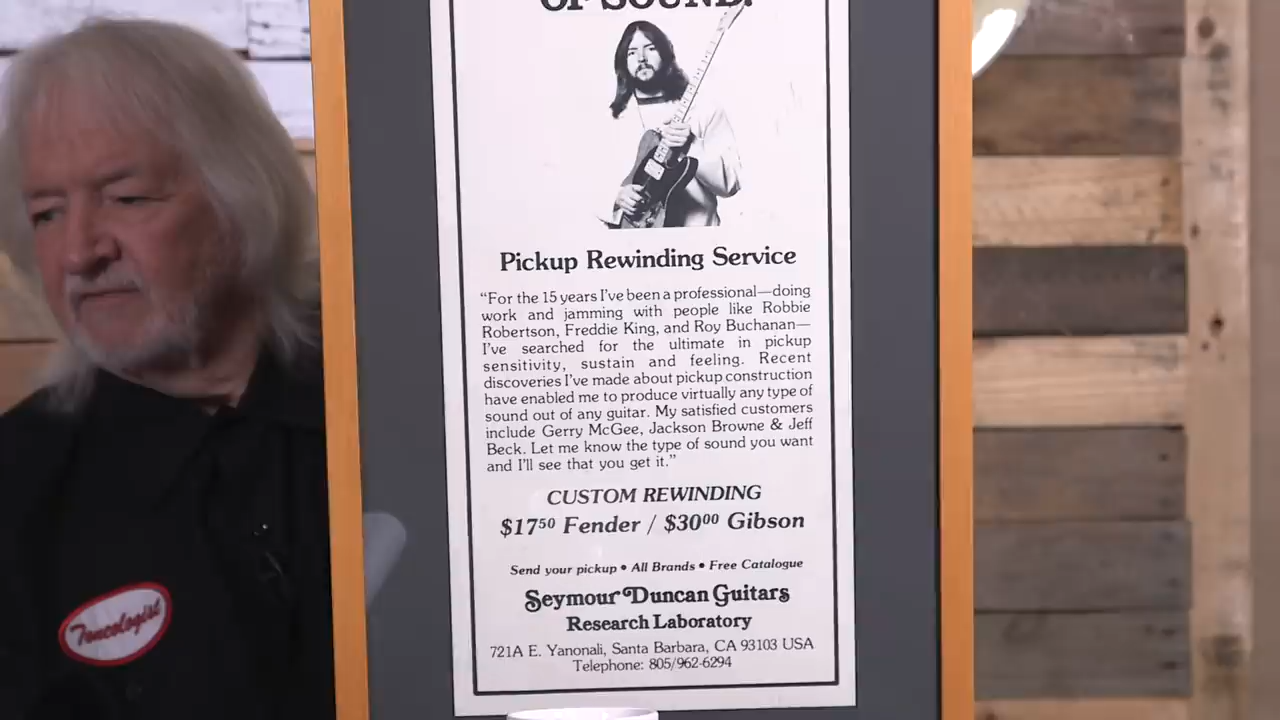 OF SOUND.
Pickup Rewinding Service
“For the 15 years I’ve been a professional—doing
work and jamming with people like Robbie
Robertson, Freddie King, and Roy Buchanan—
I’ve searched for the ultimate in pickup
sensitivity, sustain and feeling. Recent
discoveries I’ve made about pickup construction
have enabled me to produce virtually any type of
sound out of any guitar. My satisfied customers
include Gerry McGee, Jackson Browne & Jeff
Beck. Let me know the type of sound you want
and I’ll see that you get it.”
CUSTOM REWINDING
$17⁵⁰ Fender / $30⁰⁰ Gibson
Send your pickup • All Brands • Free Catalogue
Seymour Duncan Guitars
Research Laboratory
721A E. Yanonali, Santa Barbara, CA 93103 USA
Telephone: 805/962-6294
Toneologist